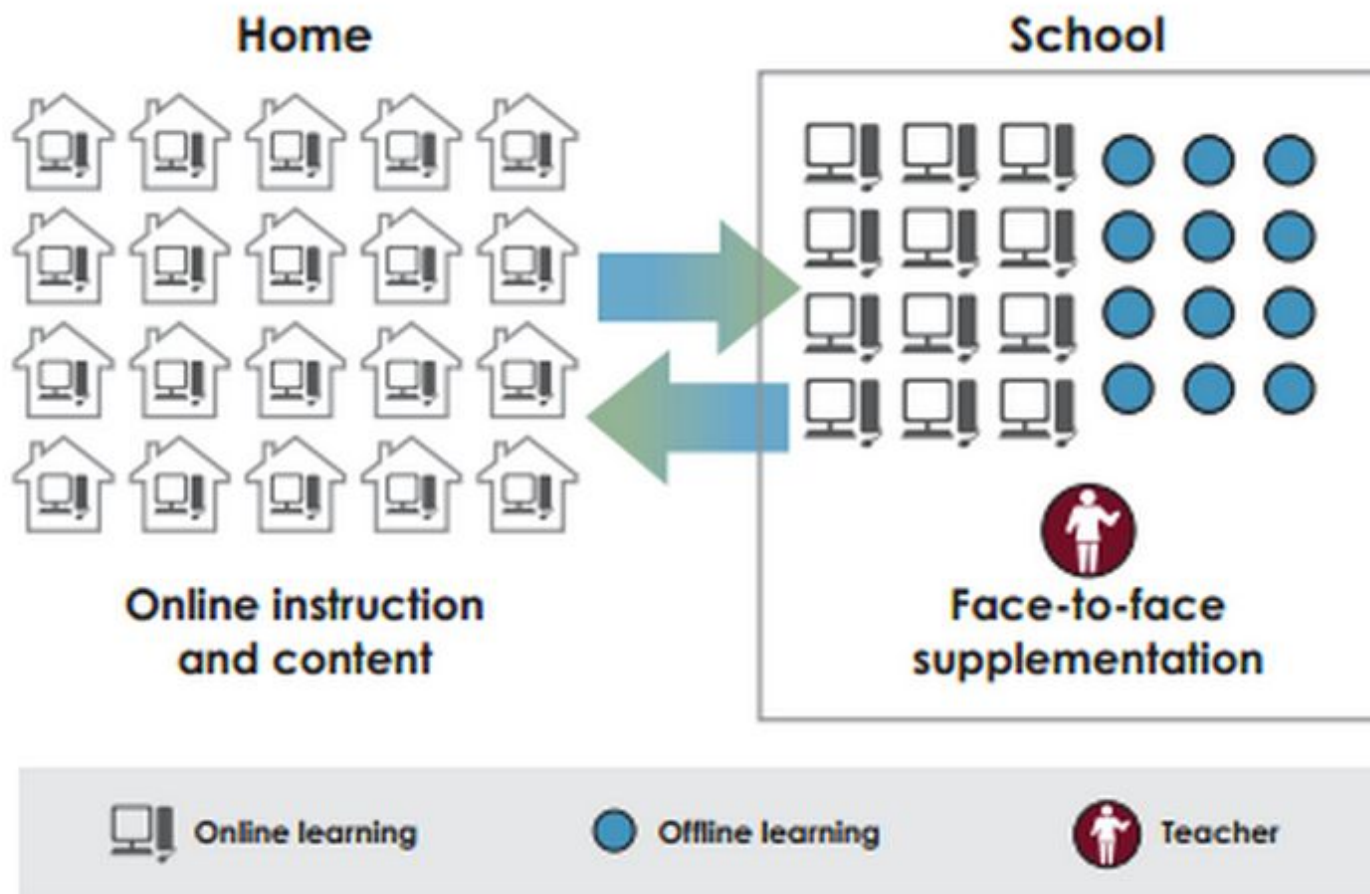 Home
School
Online instruction
and content
Face-to-face
supplementation
Online learning
Offline learning
Teacher